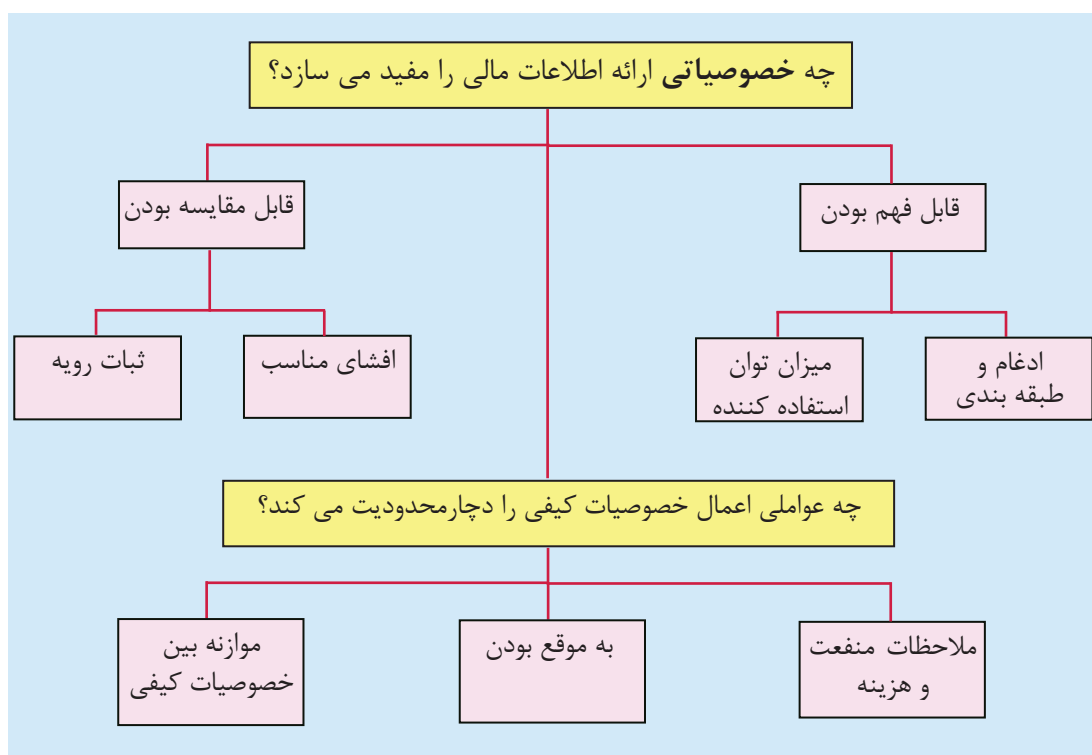 چه خصوصیاتی ارائه اطلاعات مالی را مفید می سازد؟
قابل فهم بودن
قابل مقایسه بودن
ادغام و
طبقه بندی
میزان توان
استفاده کننده
افشای مناسب
ثبات رویه
چه عواملی اعمال خصوصیات کیفی را دچارمحدودیت می کند؟
ملاحظات منفعت
و هزینه
به موقع بودن
موازنه بین
خصوصیات کیفی